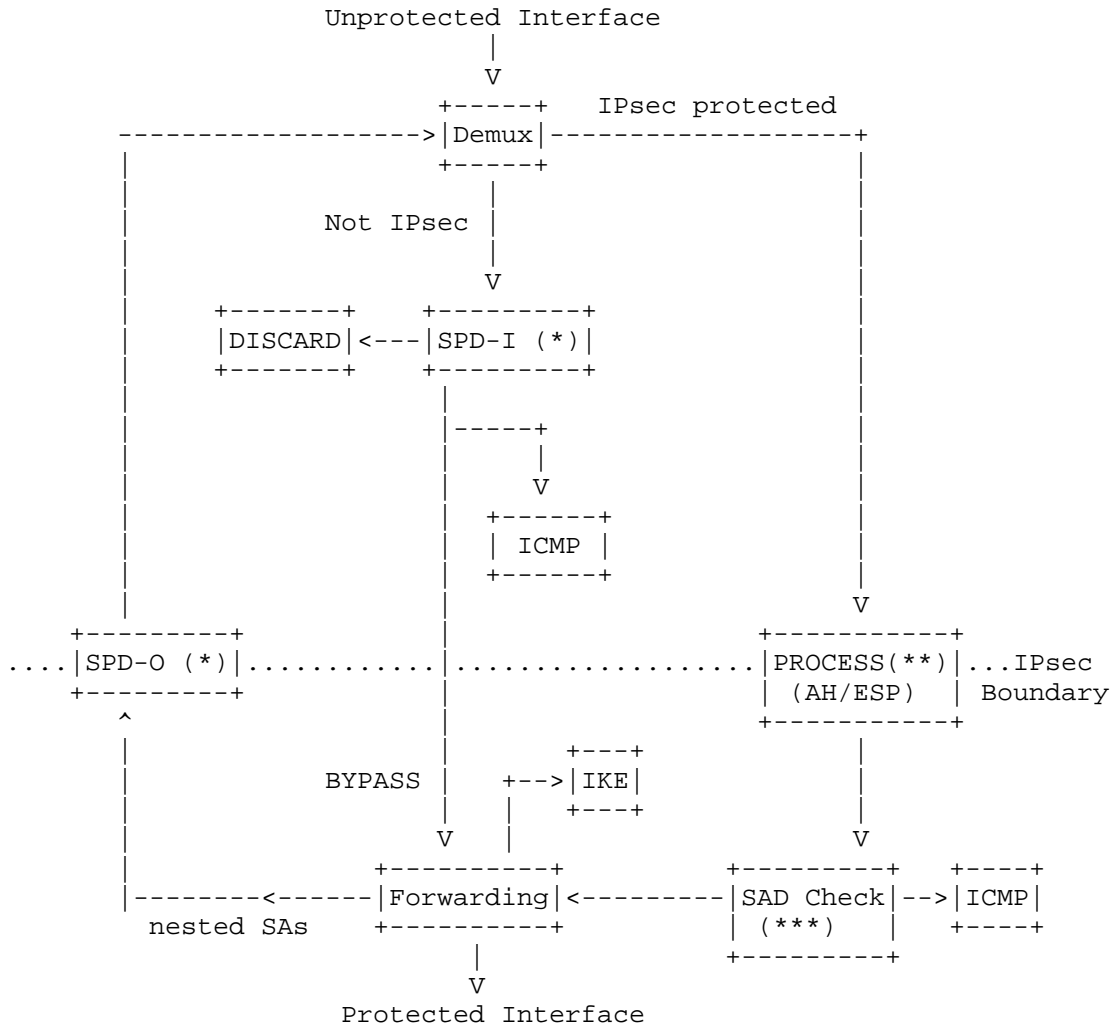 Unprotected Interface
|
V
+-----+   IPsec protected
------------------->|Demux|-------------------+
|                   +-----+                   |
|                      |                      |
|            Not IPsec |                      |
|                      |                      |
|                      V                      |
|     +-------+    +---------+                |
|     |DISCARD|<---|SPD-I (*)|                |
|     +-------+    +---------+                |
|                   |                         |
|                   |-----+                   |
|                   |     |                   |
|                   |     V                   |
|                   |  +------+               |
|                   |  | ICMP |               |
|                   |  +------+               |
|                   |                         V
+---------+         |                   +-----------+
....|SPD-O (*)|............|...................|PROCESS(**)|...IPsec
+---------+         |                   | (AH/ESP)  | Boundary
^              |                   +-----------+
|              |       +---+             |
|       BYPASS |   +-->|IKE|             |
|              |   |   +---+             |
|              V   |                     V
|          +----------+          +---------+   +----+
|--------<------|Forwarding|<---------|SAD Check|-->|ICMP|
nested SAs    +----------+          | (***)   |   +----+
|                +---------+
V
Protected Interface